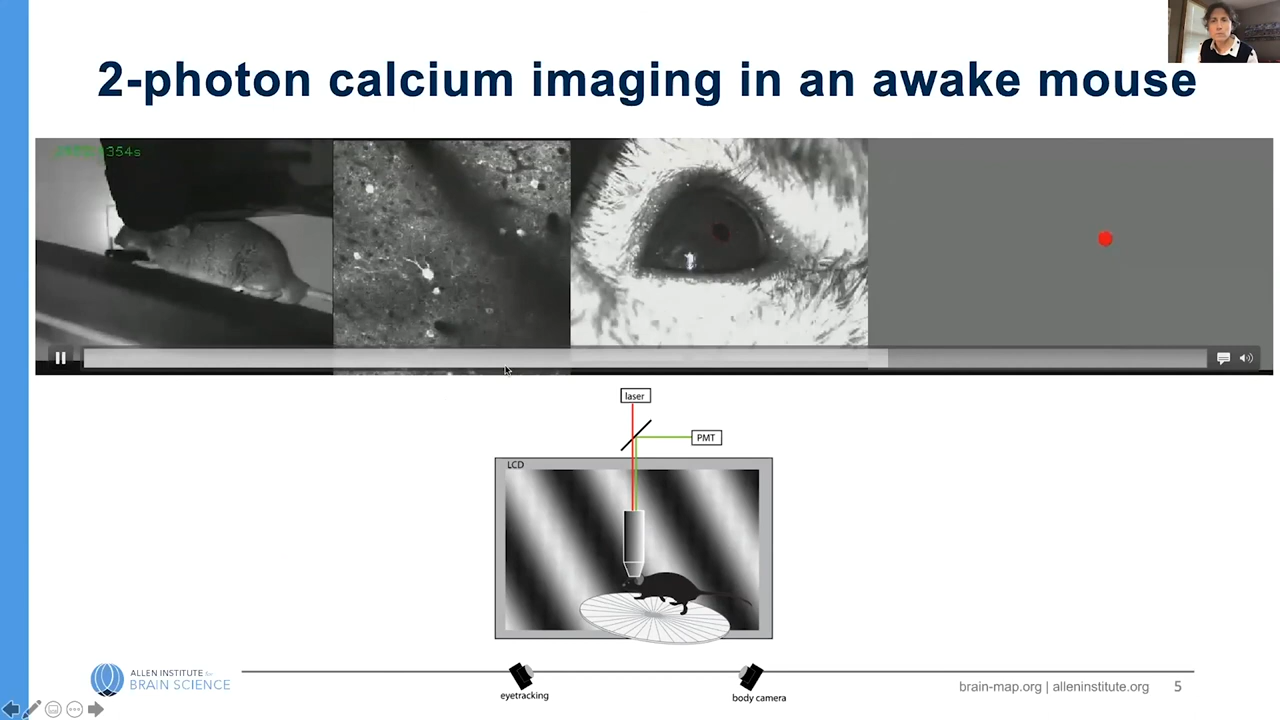 2-photon calcium imaging in an awake mouse
laser
PMT
LCD
eyetracking
body camera
ALLEN INSTITUTE for
BRAIN SCIENCE
brain-map.org | alleninstitute.org
5